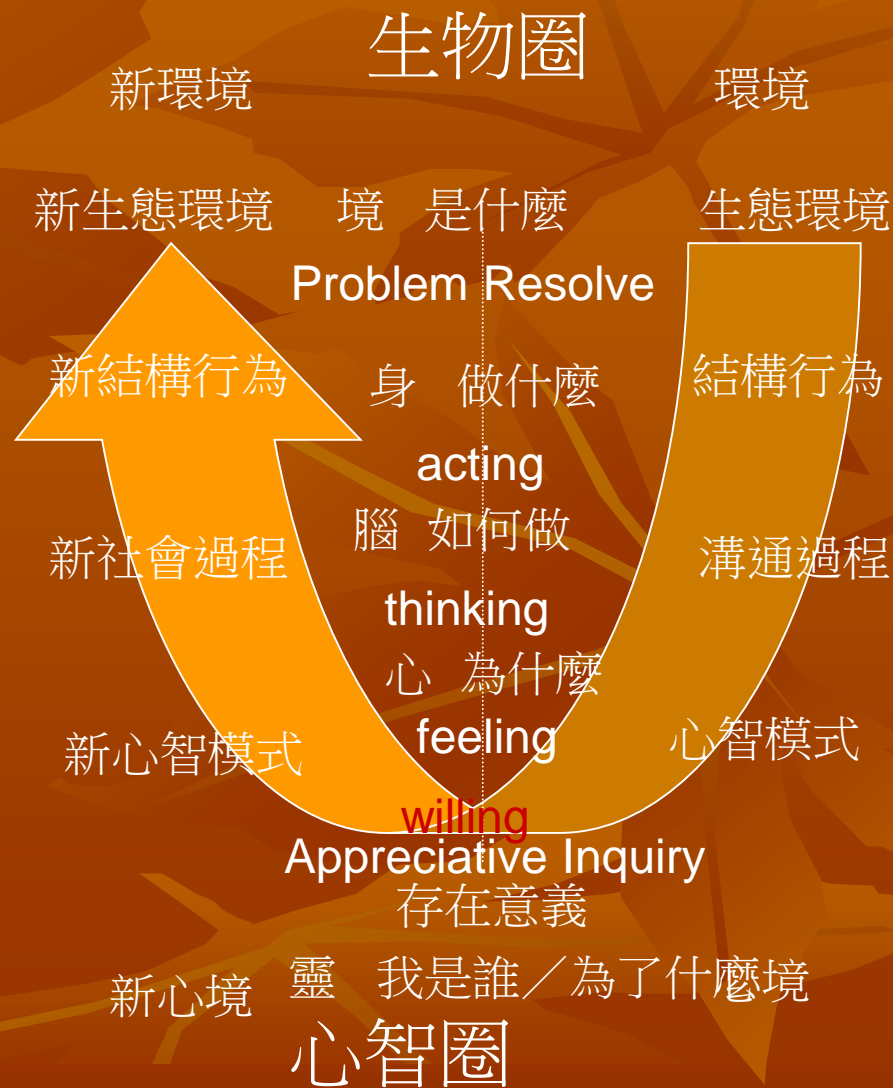 生物圈
新環境 環境
新生態環境 境 是什麼 生態環境
Problem Resolve
新結構行為 身 做什麼 結構行為
acting
腦 如何做
新社會過程 溝通過程
thinking
心 為什麼
feeling
新心智模式 心智模式
willing
Appreciative Inquiry
存在意義
新心境 靈 我是誰／為了什麼 心境
心智圈